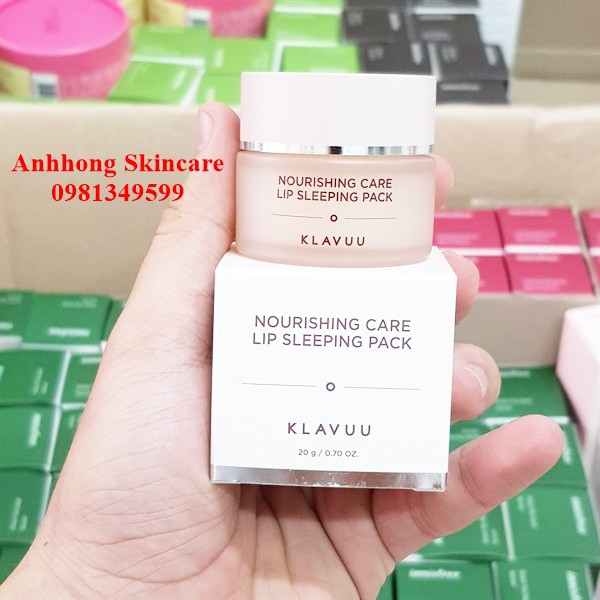 Anhhong Skincare
0981349599
NOURISHING CARE
LIP SLEEPING PACK
KLAVUU
NOURISHING CARE
LIP SLEEPING PACK
KLAVUU
20 g / 0.70 OZ.